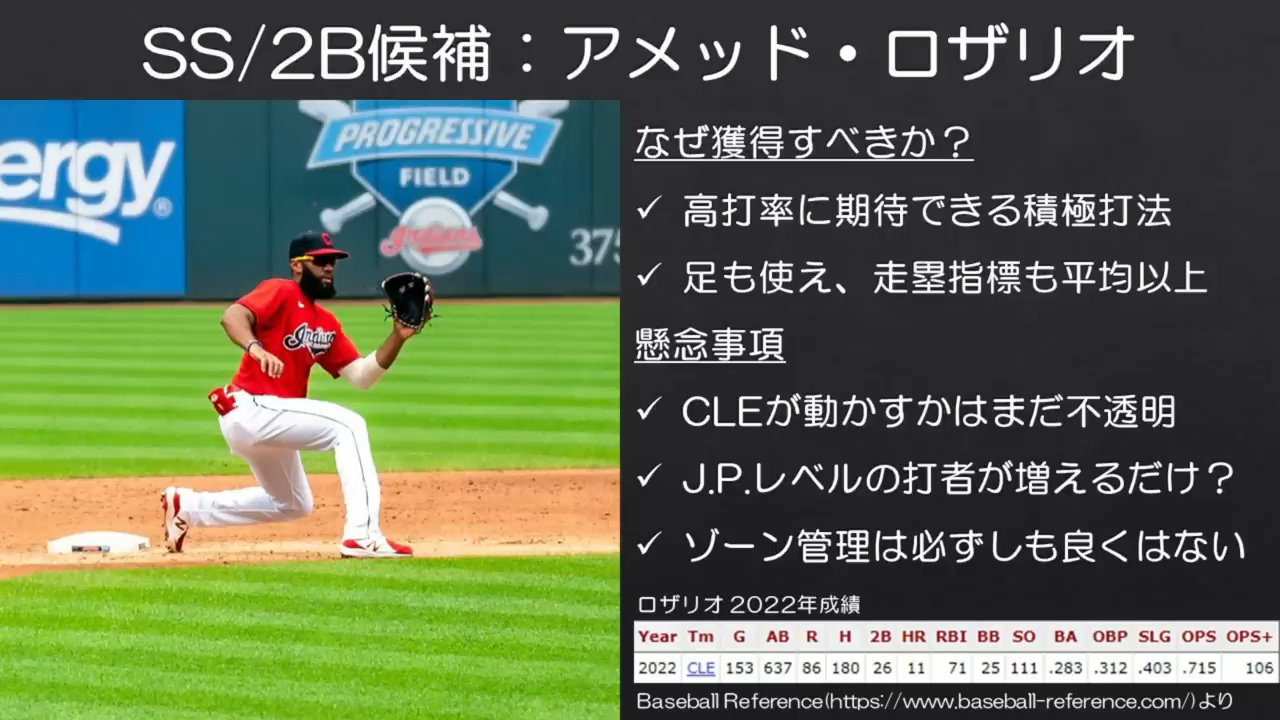 SS/2B候補：アメッド・ロザリオ
ergy®
PROGRESSIVE
FIELD
Indians
375
C
Indians
N
なぜ獲得すべきか？
✓ 高打率に期待できる積極打法
✓ 足も使え、走塁指標も平均以上
懸念事項
✓ CLEが動かすかはまだ不透明
✓ J.P.レベルの打者が増えるだけ？
✓ ゾーン管理は必ずしも良くはない
ロザリオ 2022年成績
Year Tm G AB R H 2B HR RBI BB SO BA OBP SLG OPS OPS+
2022 CLE 153 637 86 180 26 11 71 25 111 .283 .312 .403 .715 106
Baseball Reference(https://www.baseball-reference.com/)より